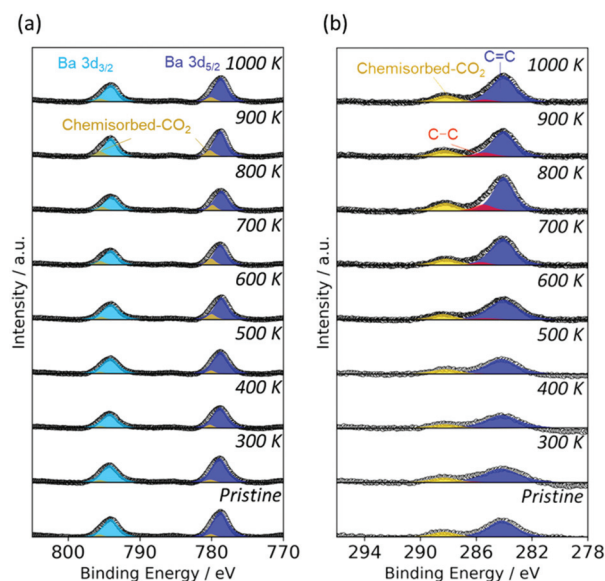 (a)
Ba 3d3/2
Ba 3d5/2
1000 K
Chemisorbed-CO2
900 K
800 K
700 K
600 K
500 K
400 K
300 K
Pristine
Intensity / a.u.
800 790 780 770
Binding Energy / eV
(b)
C=C
1000 K
Chemisorbed-CO2
C-C
900 K
800 K
700 K
600 K
500 K
400 K
300 K
Pristine
Intensity / a.u.
294 290 286 282 278
Binding Energy / eV